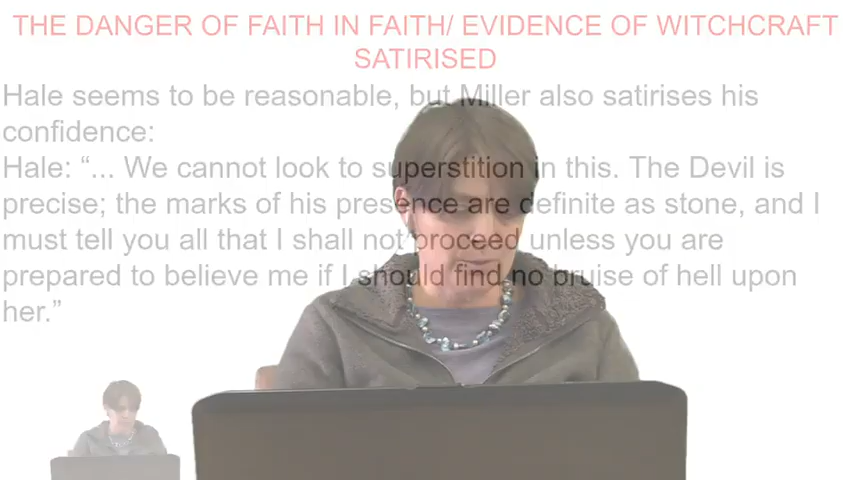 THE DANGER OF FAITH IN FAITH/ EVIDENCE OF WITCHCRAFT
SATIRISED
Hale seems to be reasonable, but Miller also satirises his
confidence:
Hale: “... We cannot look to superstition in this. The Devil is
precise; the marks of his presence are definite as stone, and I
must tell you all that I shall not proceed unless you are
prepared to believe me if I should find no bruise of hell upon
her.”